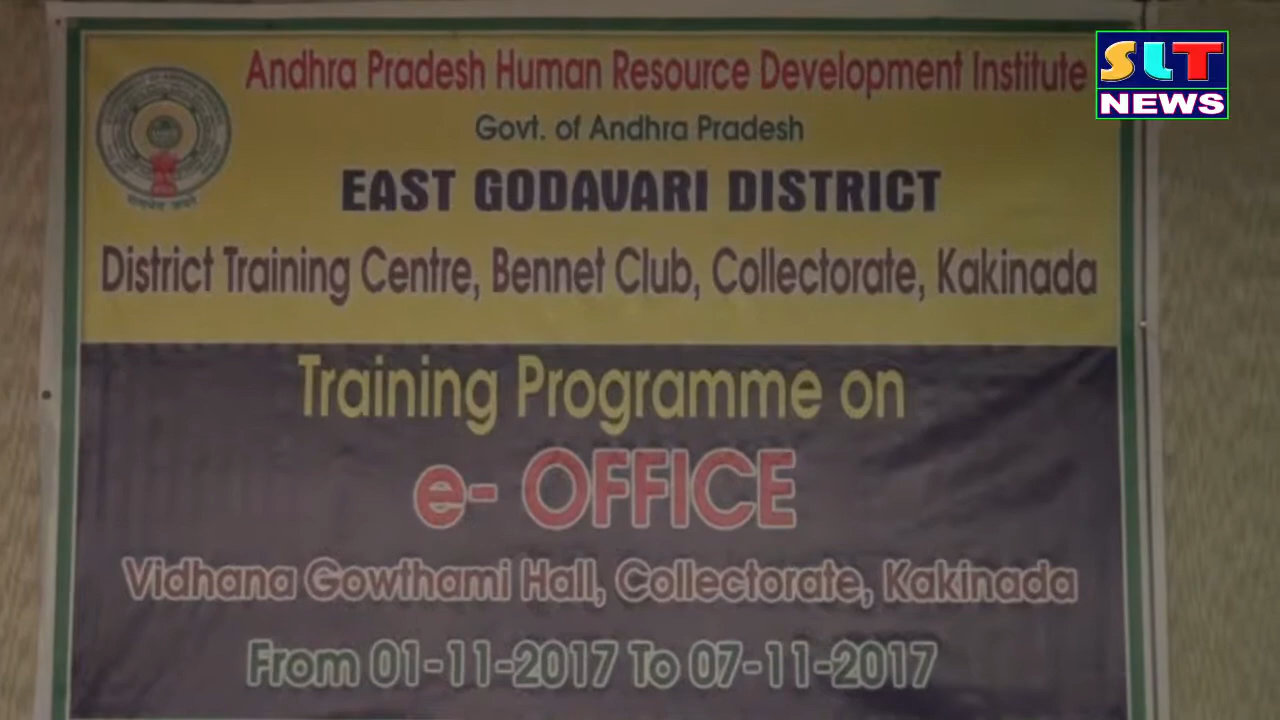 Andhra Pradesh Human Resource Development Institute
Govt. of Andhra Pradesh
EAST GODAVARI DISTRICT
District Training Centre, Bennet Club, Collectorate, Kakinada
Training Programme on
e- OFFICE
Vidhana Gowthami Hall, Collectorate, Kakinada
From 01-11-2017 To 07-11-2017
SLT
NEWS